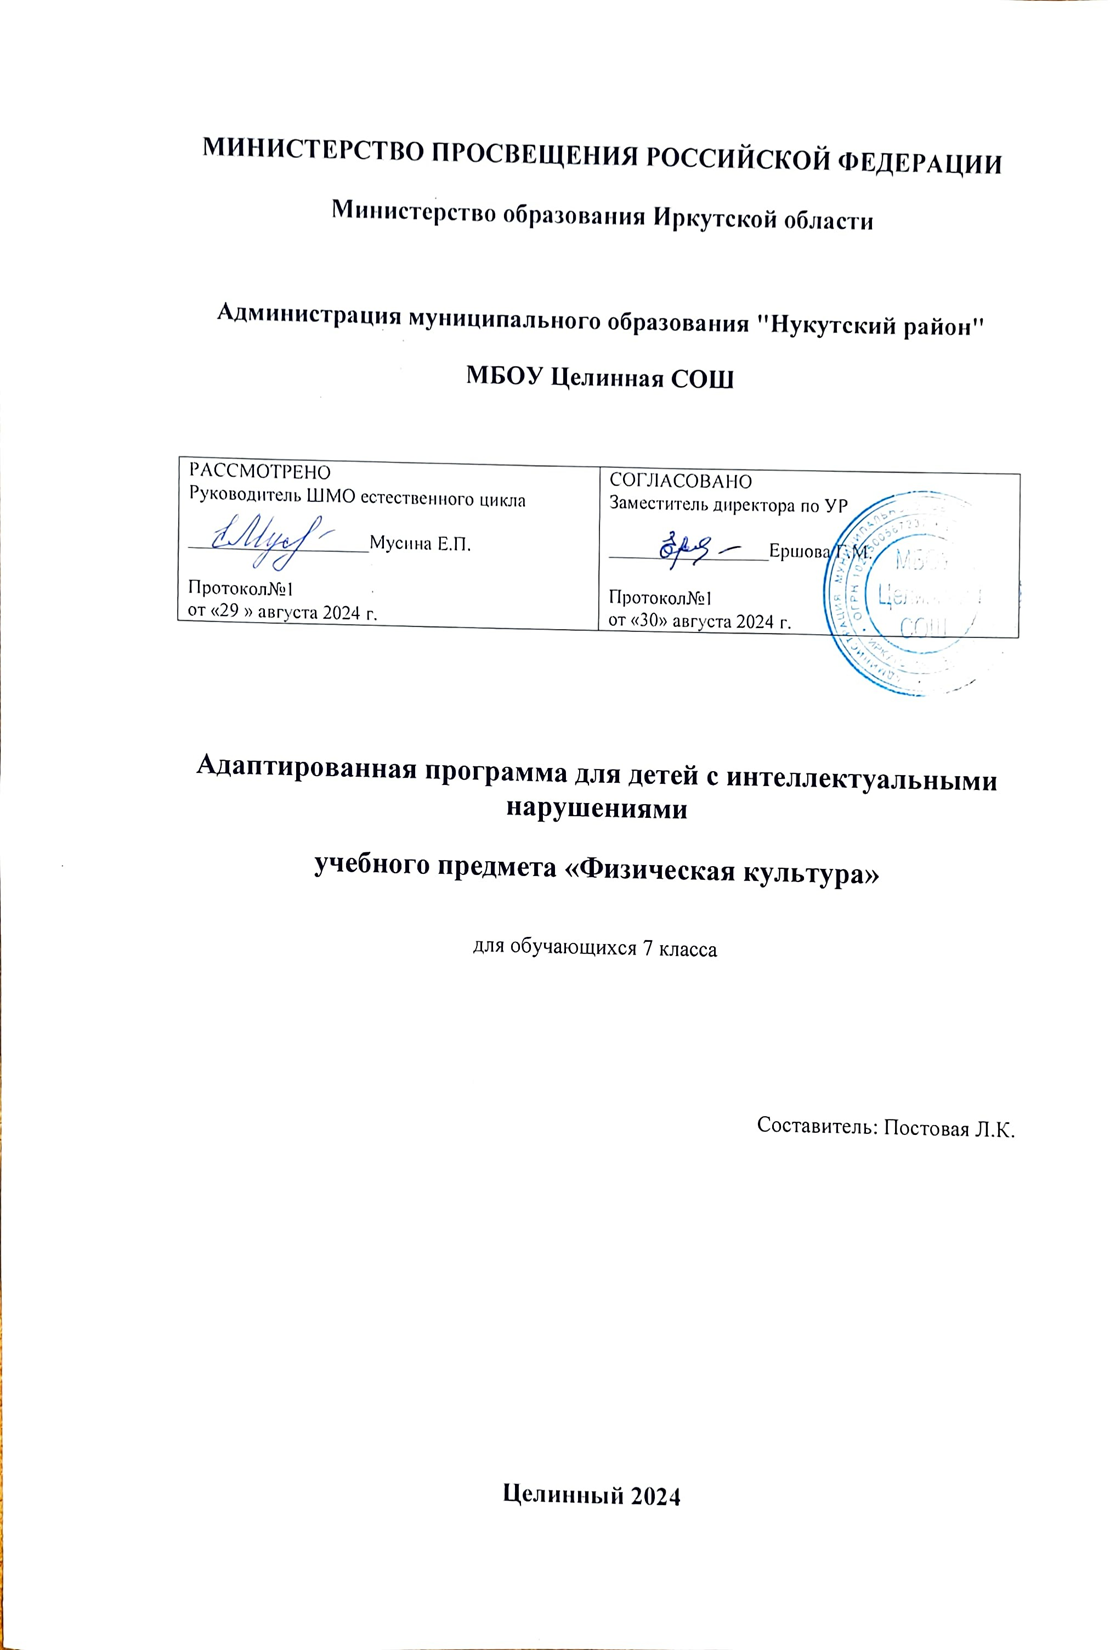 МИНИСТЕРСТВО ПРОСВЕЩЕНИЯ РОССИЙСКОЙ ФЕДЕРАЦИИ
Министерство образования Иркутской области
Администрация муниципального образования "Нукутский район"
МБОУ Целинная СОШ
РАССМОТРЕНО
Руководитель ШМО естественного цикла
Мусина Е.П.
Протокол№1
от «29 » августа 2024 г.
СОГЛАСОВАНО
Заместитель директора по УР
Ершова Г.М.
Протокол№1
от «30» августа 2024 г.
МБОУ
СОШ
Адаптированная программа для детей с интеллектуальными
нарушениями
учебного предмета «Физическая культура»
для обучающихся 7 класса
Составитель: Постовая Л.К.
Целинный 2024